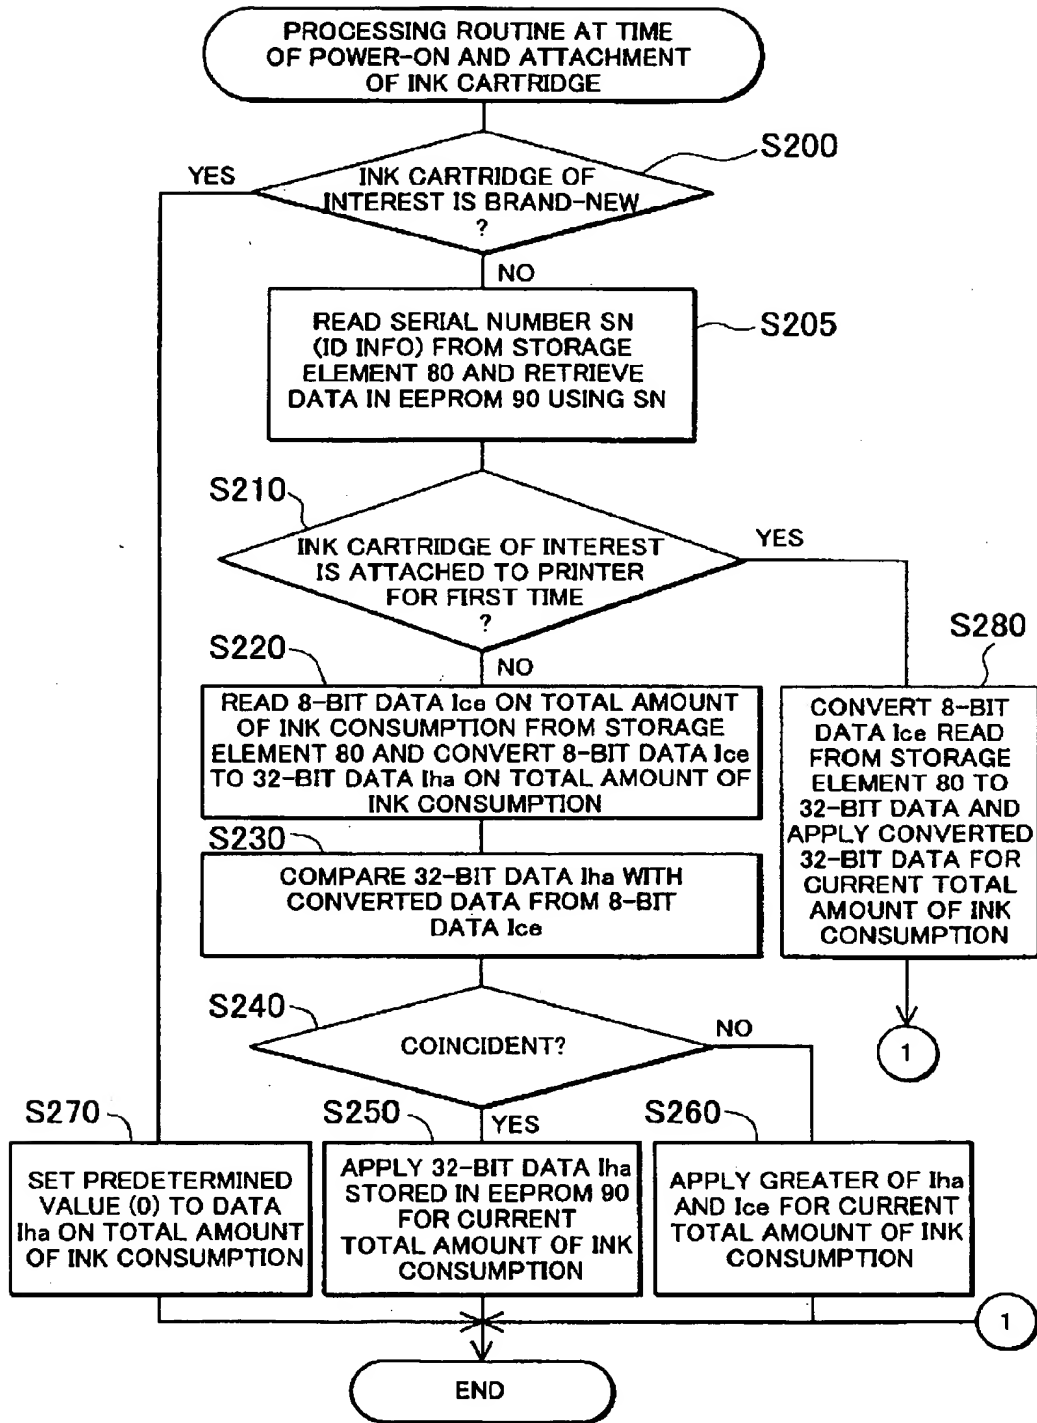 PROCESSING ROUTINE AT TIME
OF POWER-ON AND ATTACHMENT
OF INK CARTRIDGE
S200
YES
INK CARTRIDGE OF
INTEREST IS BRAND-NEW
?
NO
S205
READ SERIAL NUMBER SN
(ID INFO) FROM STORAGE
ELEMENT 80 AND RETRIEVE
DATA IN EEPROM 90 USING SN
S210
YES
INK CARTRIDGE OF INTEREST
IS ATTACHED TO PRINTER
FOR FIRST TIME
?
S220
NO
READ 8-BIT DATA Ice ON TOTAL AMOUNT
OF INK CONSUMPTION FROM STORAGE
ELEMENT 80 AND CONVERT 8-BIT DATA Ice
TO 32-BIT DATA Iha ON TOTAL AMOUNT OF
INK CONSUMPTION
S280
CONVERT 8-BIT
DATA Ice READ
FROM STORAGE
ELEMENT 80 TO
32-BIT DATA AND
APPLY CONVERTED
32-BIT DATA FOR
CURRENT TOTAL
AMOUNT OF INK
CONSUMPTION
S230
COMPARE 32-BIT DATA Iha WITH
CONVERTED DATA FROM 8-BIT
DATA Ice
S240
NO
COINCIDENT?
1
S270
SET PREDETERMINED
VALUE (0) TO DATA
Iha ON TOTAL AMOUNT
OF INK CONSUMPTION
S250
YES
APPLY 32-BIT DATA Iha
STORED IN EEPROM 90
FOR CURRENT
TOTAL AMOUNT OF INK
CONSUMPTION
S260
APPLY GREATER OF Iha
AND Ice FOR CURRENT
TOTAL AMOUNT OF INK
CONSUMPTION
1
END